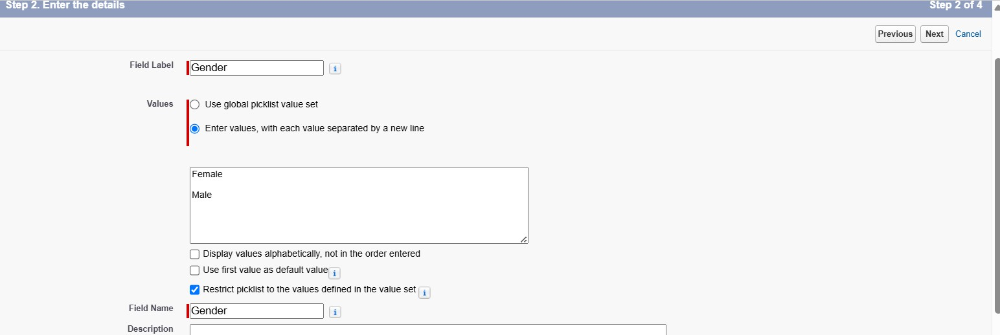 Step 2. Enter the details Step 2 of 4
Previous Next Cancel
Field Label Gender i
Values Use global picklist value set
Enter values, with each value separated by a new line
Female
Male
Display values alphabetically, not in the order entered
Use first value as default value i
Restrict picklist to the values defined in the value set i
Field Name Gender i
Description